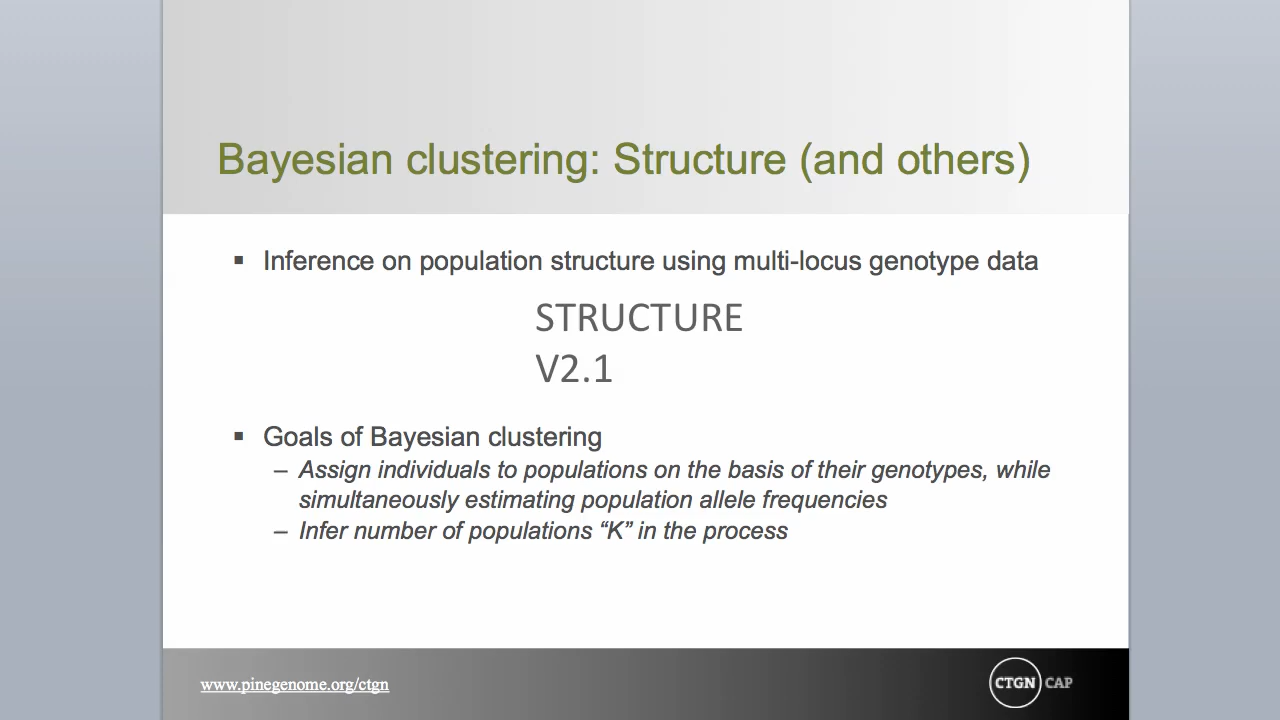 Bayesian clustering: Structure (and others)
▪ Inference on population structure using multi-locus genotype data
STRUCTURE
V2.1
▪ Goals of Bayesian clustering
– Assign individuals to populations on the basis of their genotypes, while
simultaneously estimating population allele frequencies
– Infer number of populations “K” in the process
www.pinegenome.org/ctgn
CTGN CAP